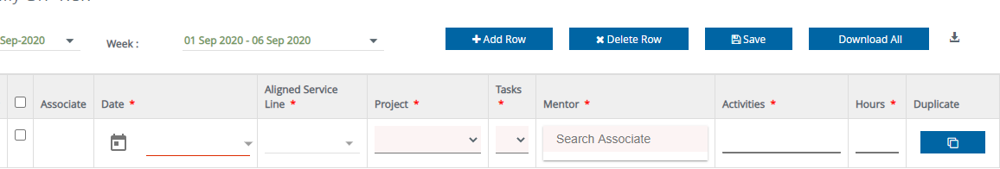 Sep-2020
Week :
01 Sep 2020 - 06 Sep 2020
Add Row
Delete Row
Save
Download All
Associate
Date *
Aligned Service
Line *
Project *
Tasks
*
Mentor *
Activities *
Hours *
Duplicate
Search Associate